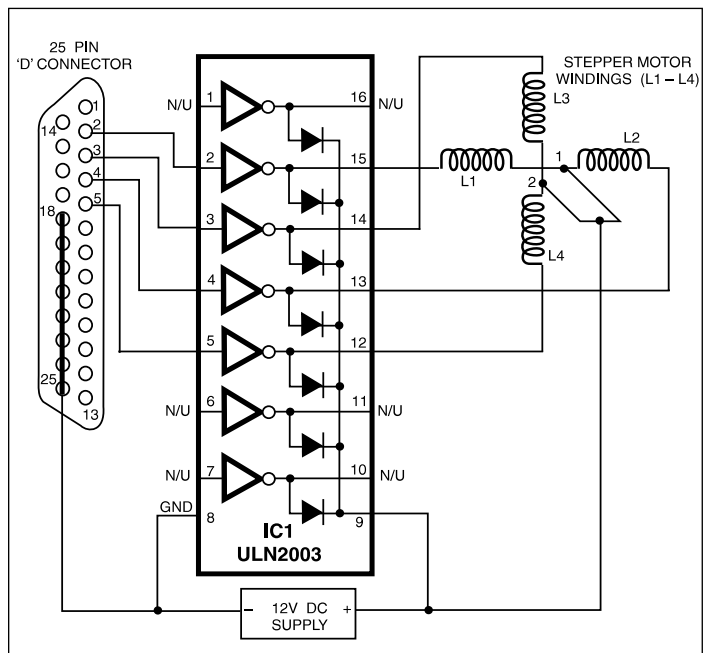 25 PIN
'D' CONNECTOR
1
14
2
3
4
5
18
25
13
N/U 1
2
3
4
5
N/U 6
N/U 7
GND
8
16 N/U
15
14
13
12
11 N/U
10 N/U
9
IC1
ULN2003
STEPPER MOTOR
WINDINGS (L1 – L4)
L3
L2
L1
1
2
L4
– 12V DC +
SUPPLY